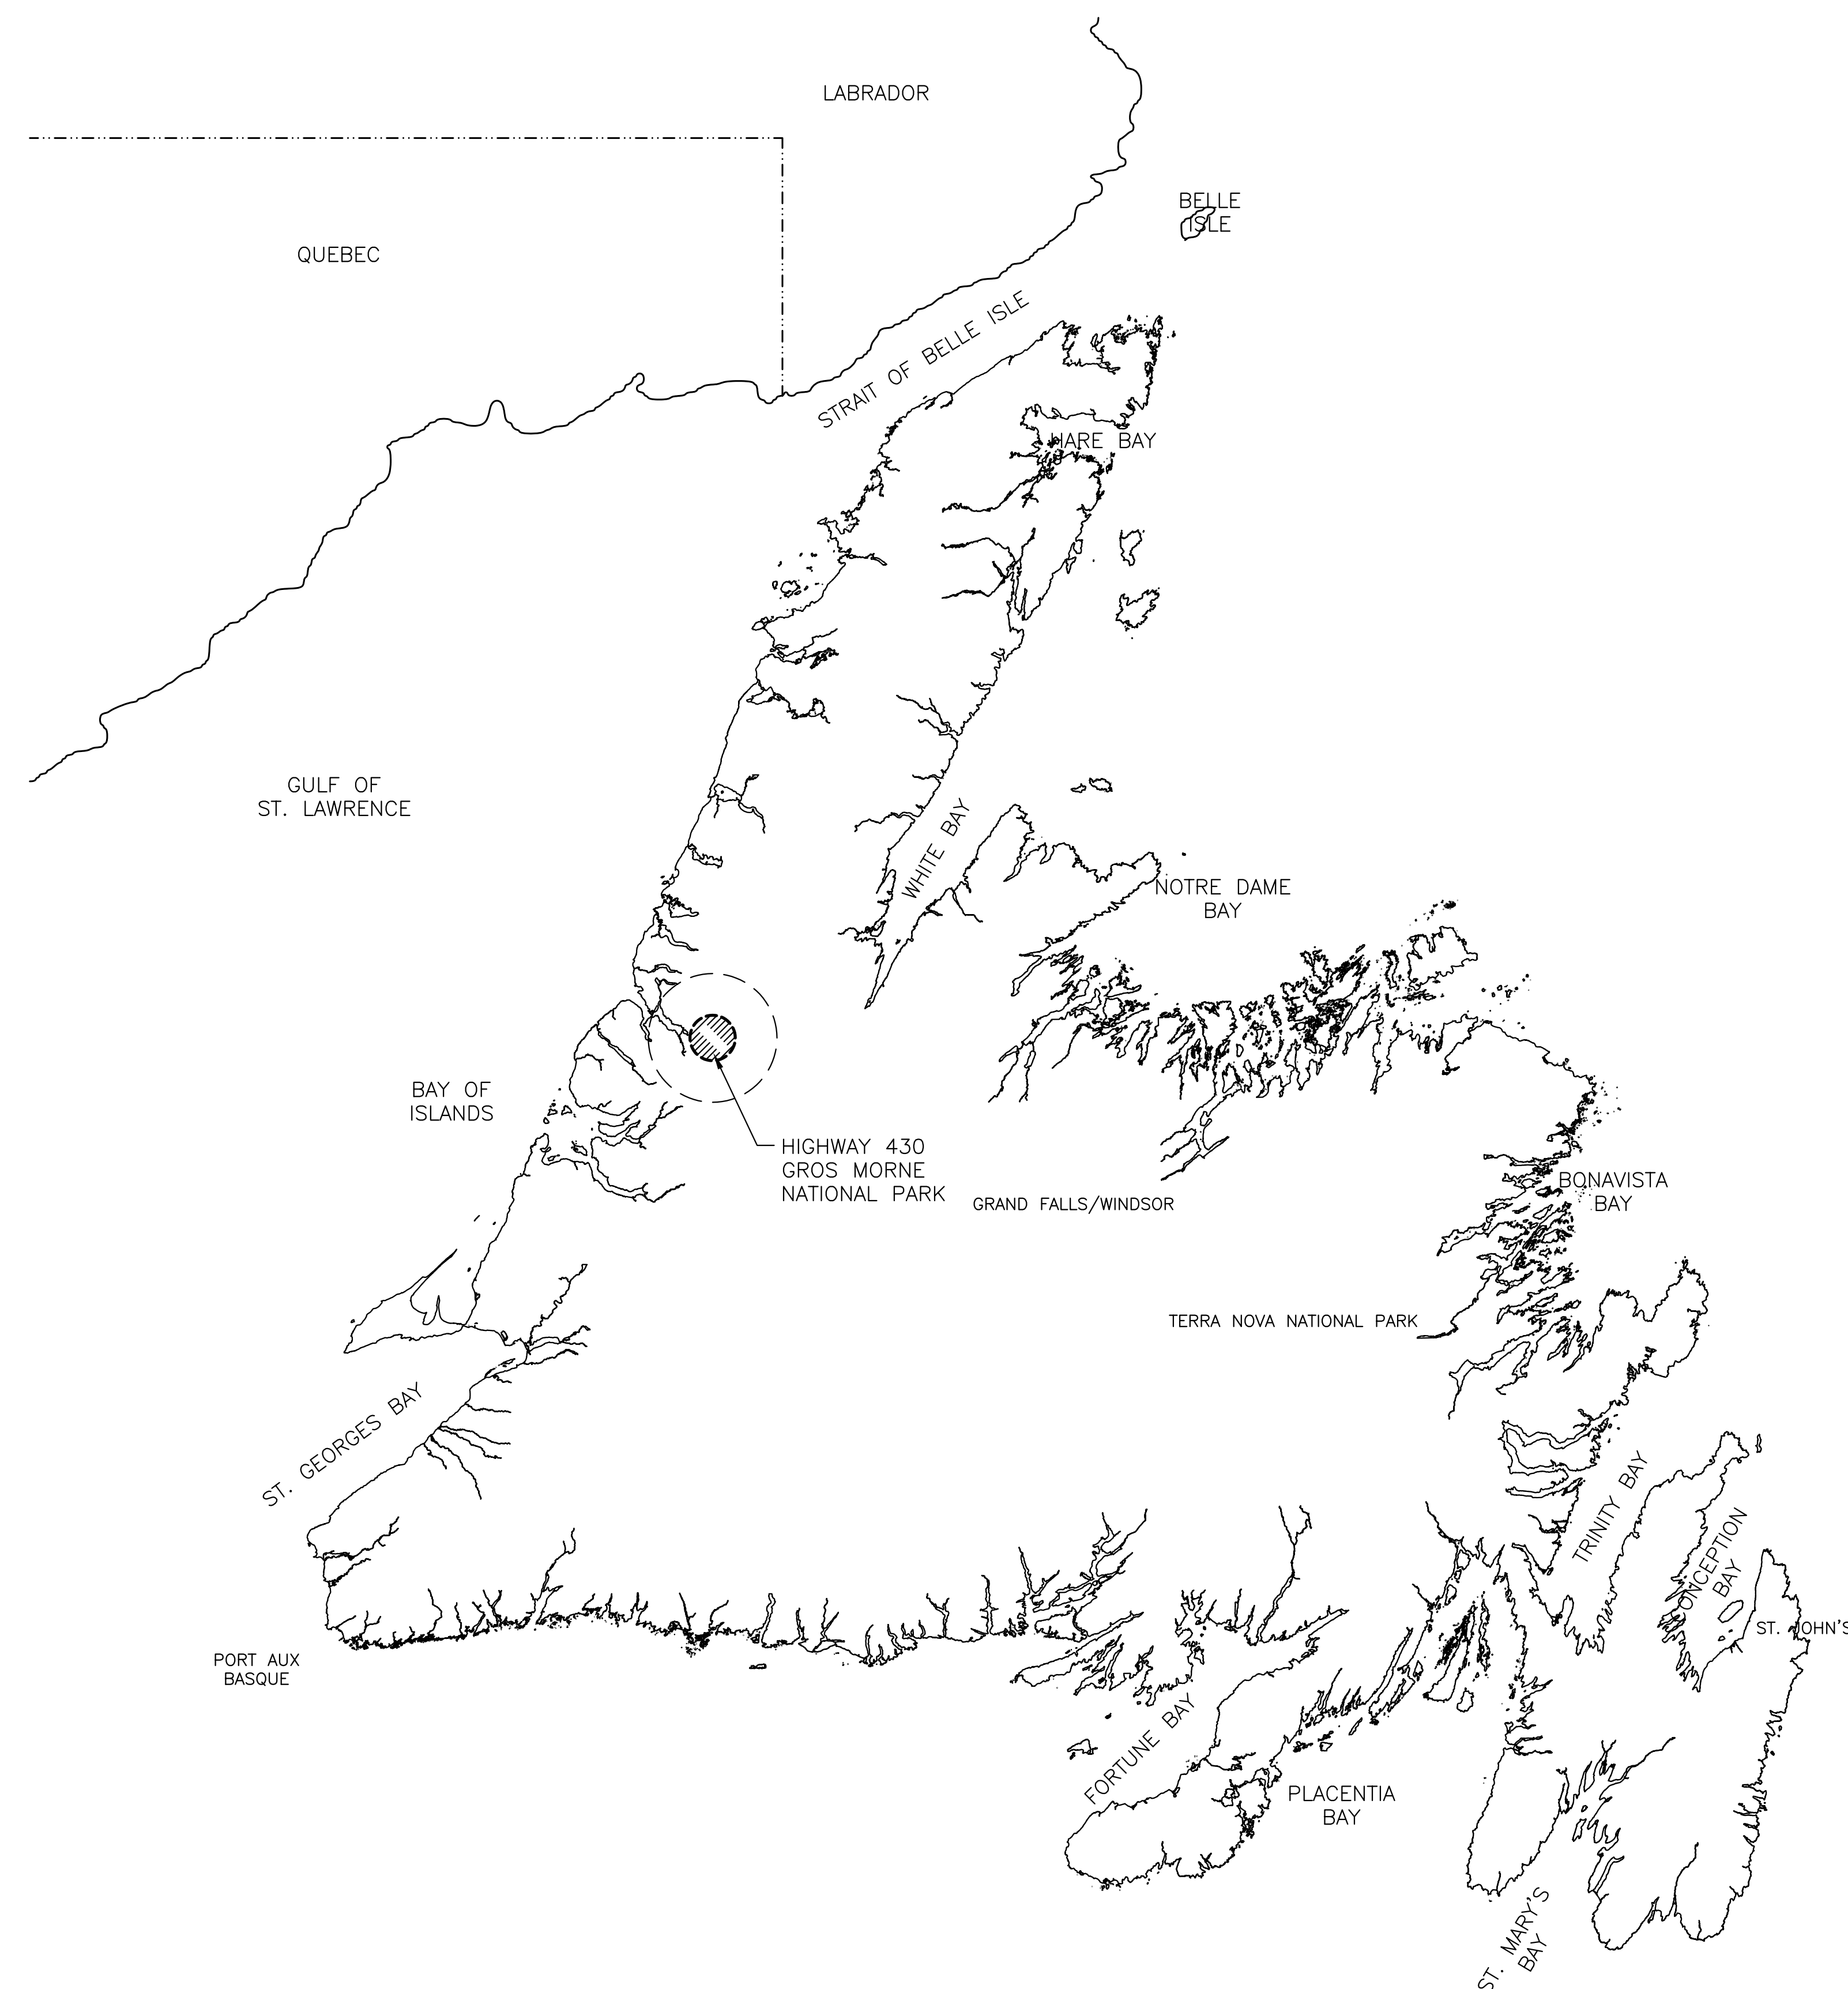 LABRADOR
BELLE
ISLE
QUEBEC
STRAIT OF BELLE ISLE
HARE BAY
GULF OF
ST. LAWRENCE
WHITE BAY
NOTRE DAME
BAY
BAY OF
ISLANDS
HIGHWAY 430
GROS MORNE
NATIONAL PARK
GRAND FALLS/WINDSOR
BONAVISTA
BAY
TERRA NOVA NATIONAL PARK
ST. GEORGES BAY
TRINITY BAY
CONCEPTION
BAY
ST. JOHN'S
PORT AUX
BASQUE
FORTUNE BAY
PLACENTIA
BAY
ST. MARY'S
BAY